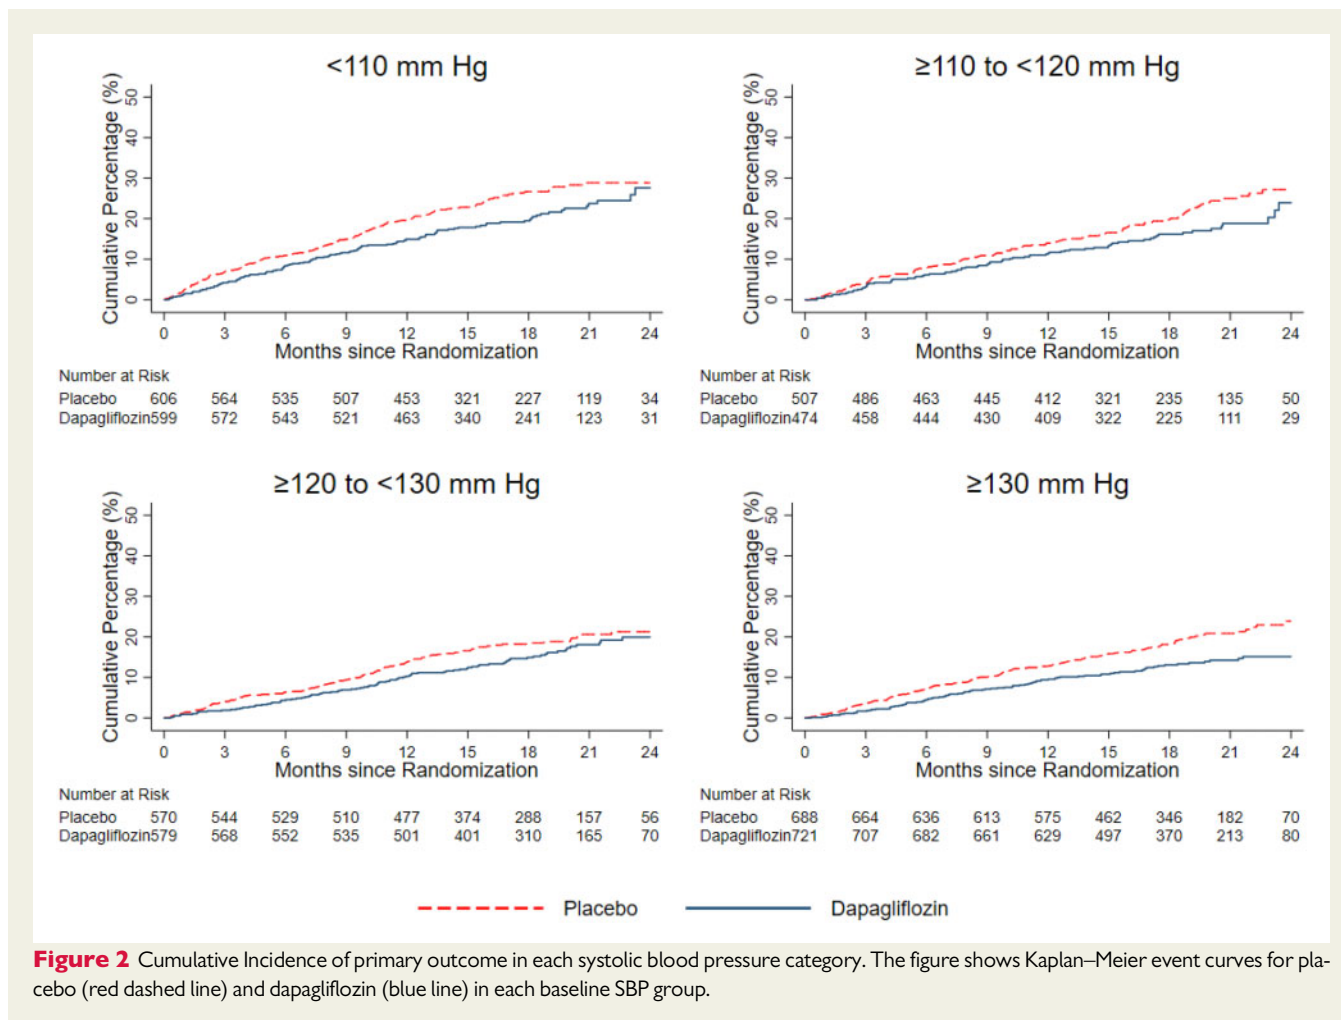 <110 mm Hg
Cumulative Percentage (%)
50
40
30
20
10
0
0 3 6 9 12 15 18 21 24
Months since Randomization
Number at Risk
Placebo 606 564 535 507 453 321 227 119 34
Dapagliflozin599 572 543 521 463 340 241 123 31
≥110 to <120 mm Hg
Cumulative Percentage (%)
50
40
30
20
10
0
0 3 6 9 12 15 18 21 24
Months since Randomization
Number at Risk
Placebo 507 486 463 445 412 321 235 135 50
Dapagliflozin474 458 444 430 409 322 225 111 29
≥120 to <130 mm Hg
Cumulative Percentage (%)
50
40
30
20
10
0
0 3 6 9 12 15 18 21 24
Months since Randomization
Number at Risk
Placebo 570 544 529 510 477 374 288 157 56
Dapagliflozin579 568 552 535 501 401 310 165 70
≥130 mm Hg
Cumulative Percentage (%)
50
40
30
20
10
0
0 3 6 9 12 15 18 21 24
Months since Randomization
Number at Risk
Placebo 688 664 636 613 575 462 346 182 70
Dapagliflozin721 707 682 661 629 497 370 213 80
Placebo Dapagliflozin
Figure 2 Cumulative Incidence of primary outcome in each systolic blood pressure category. The figure shows Kaplan–Meier event curves for pla-
cebo (red dashed line) and dapagliflozin (blue line) in each baseline SBP group.